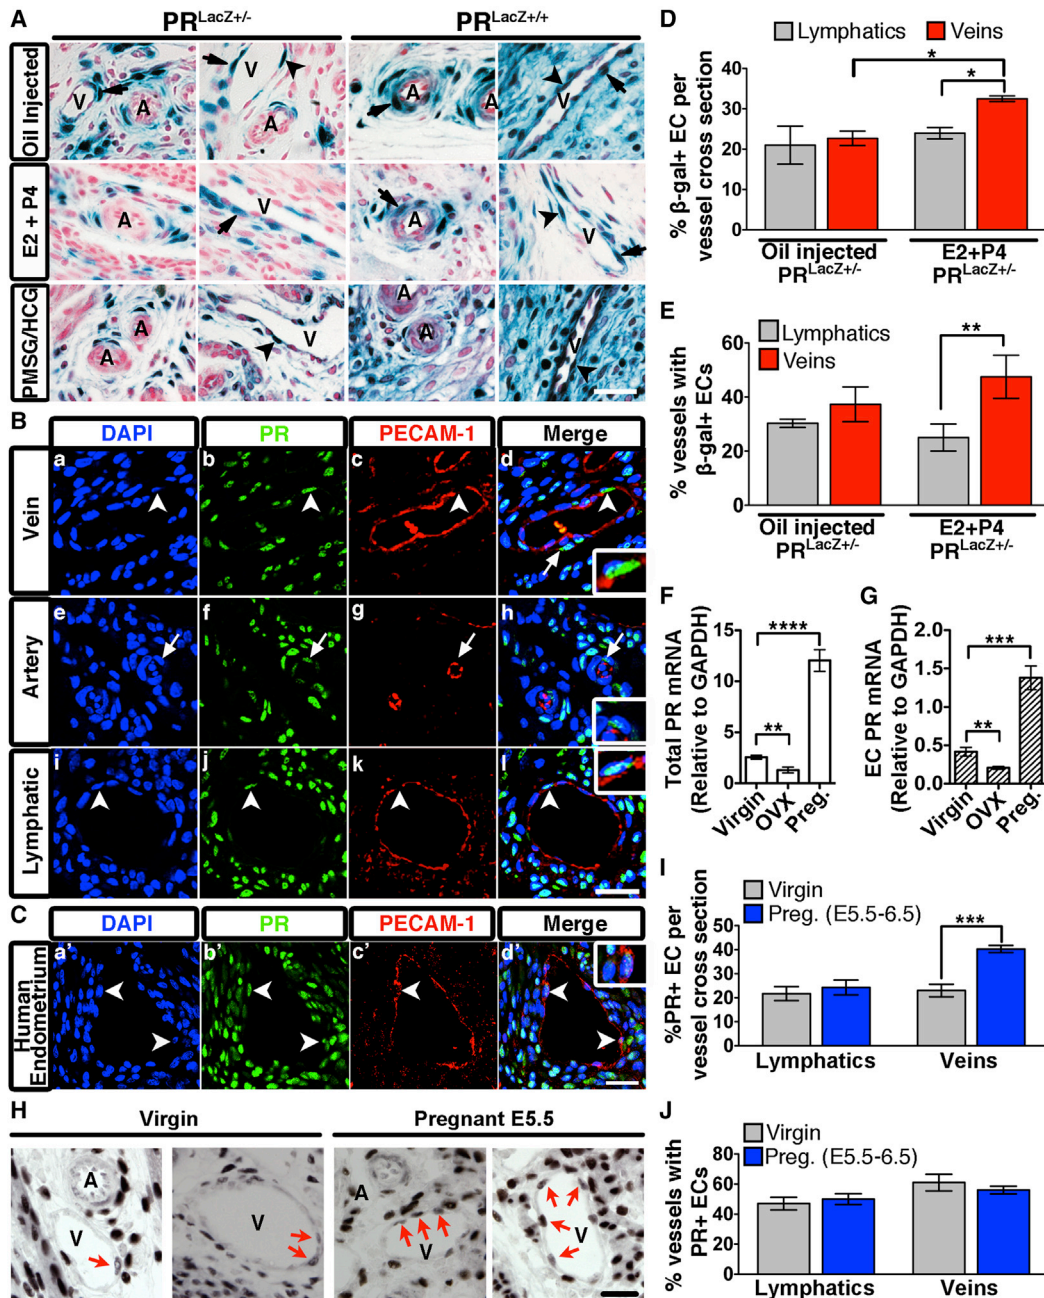 A
PR^LacZ+/-
PR^LacZ+/+
Oil Injected
V
A
V
A
A
A
V
E2 + P4
A
V
A
V
PMSG/HCG
A
A
V
A
A
V
B
DAPI
PR
PECAM-1
Merge
Vein
a
b
c
d
Artery
e
f
g
h
Lymphatic
i
j
k
l
C
DAPI
PR
PECAM-1
Merge
Human
Endometrium
a'
b'
c'
d'
H
Virgin
Pregnant E5.5
A
V
V
A
V
V
D
Lymphatics
Veins
% β-gal+ EC per
vessel cross section
50
40
30
20
10
0
*
*
Oil injected
PR^LacZ+/-
E2+P4
PR^LacZ+/-
E
Lymphatics
Veins
% vessels with
β-gal+ ECs
60
40
20
0
**
Oil injected
PR^LacZ+/-
E2+P4
PR^LacZ+/-
F
Total PR mRNA
(Relative to GAPDH)
15
10
5
0
****
**
Virgin
OVX
Preg.
G
EC PR mRNA
(Relative to GAPDH)
2.0
1.5
1.0
0.5
0.0
***
**
Virgin
OVX
Preg.
I
Virgin
Preg. (E5.5-6.5)
%PR+ EC per
vessel cross section
50
40
30
20
10
0
***
Lymphatics
Veins
J
Virgin
Preg. (E5.5-6.5)
% vessels with
PR+ ECs
80
60
40
20
0
Lymphatics
Veins